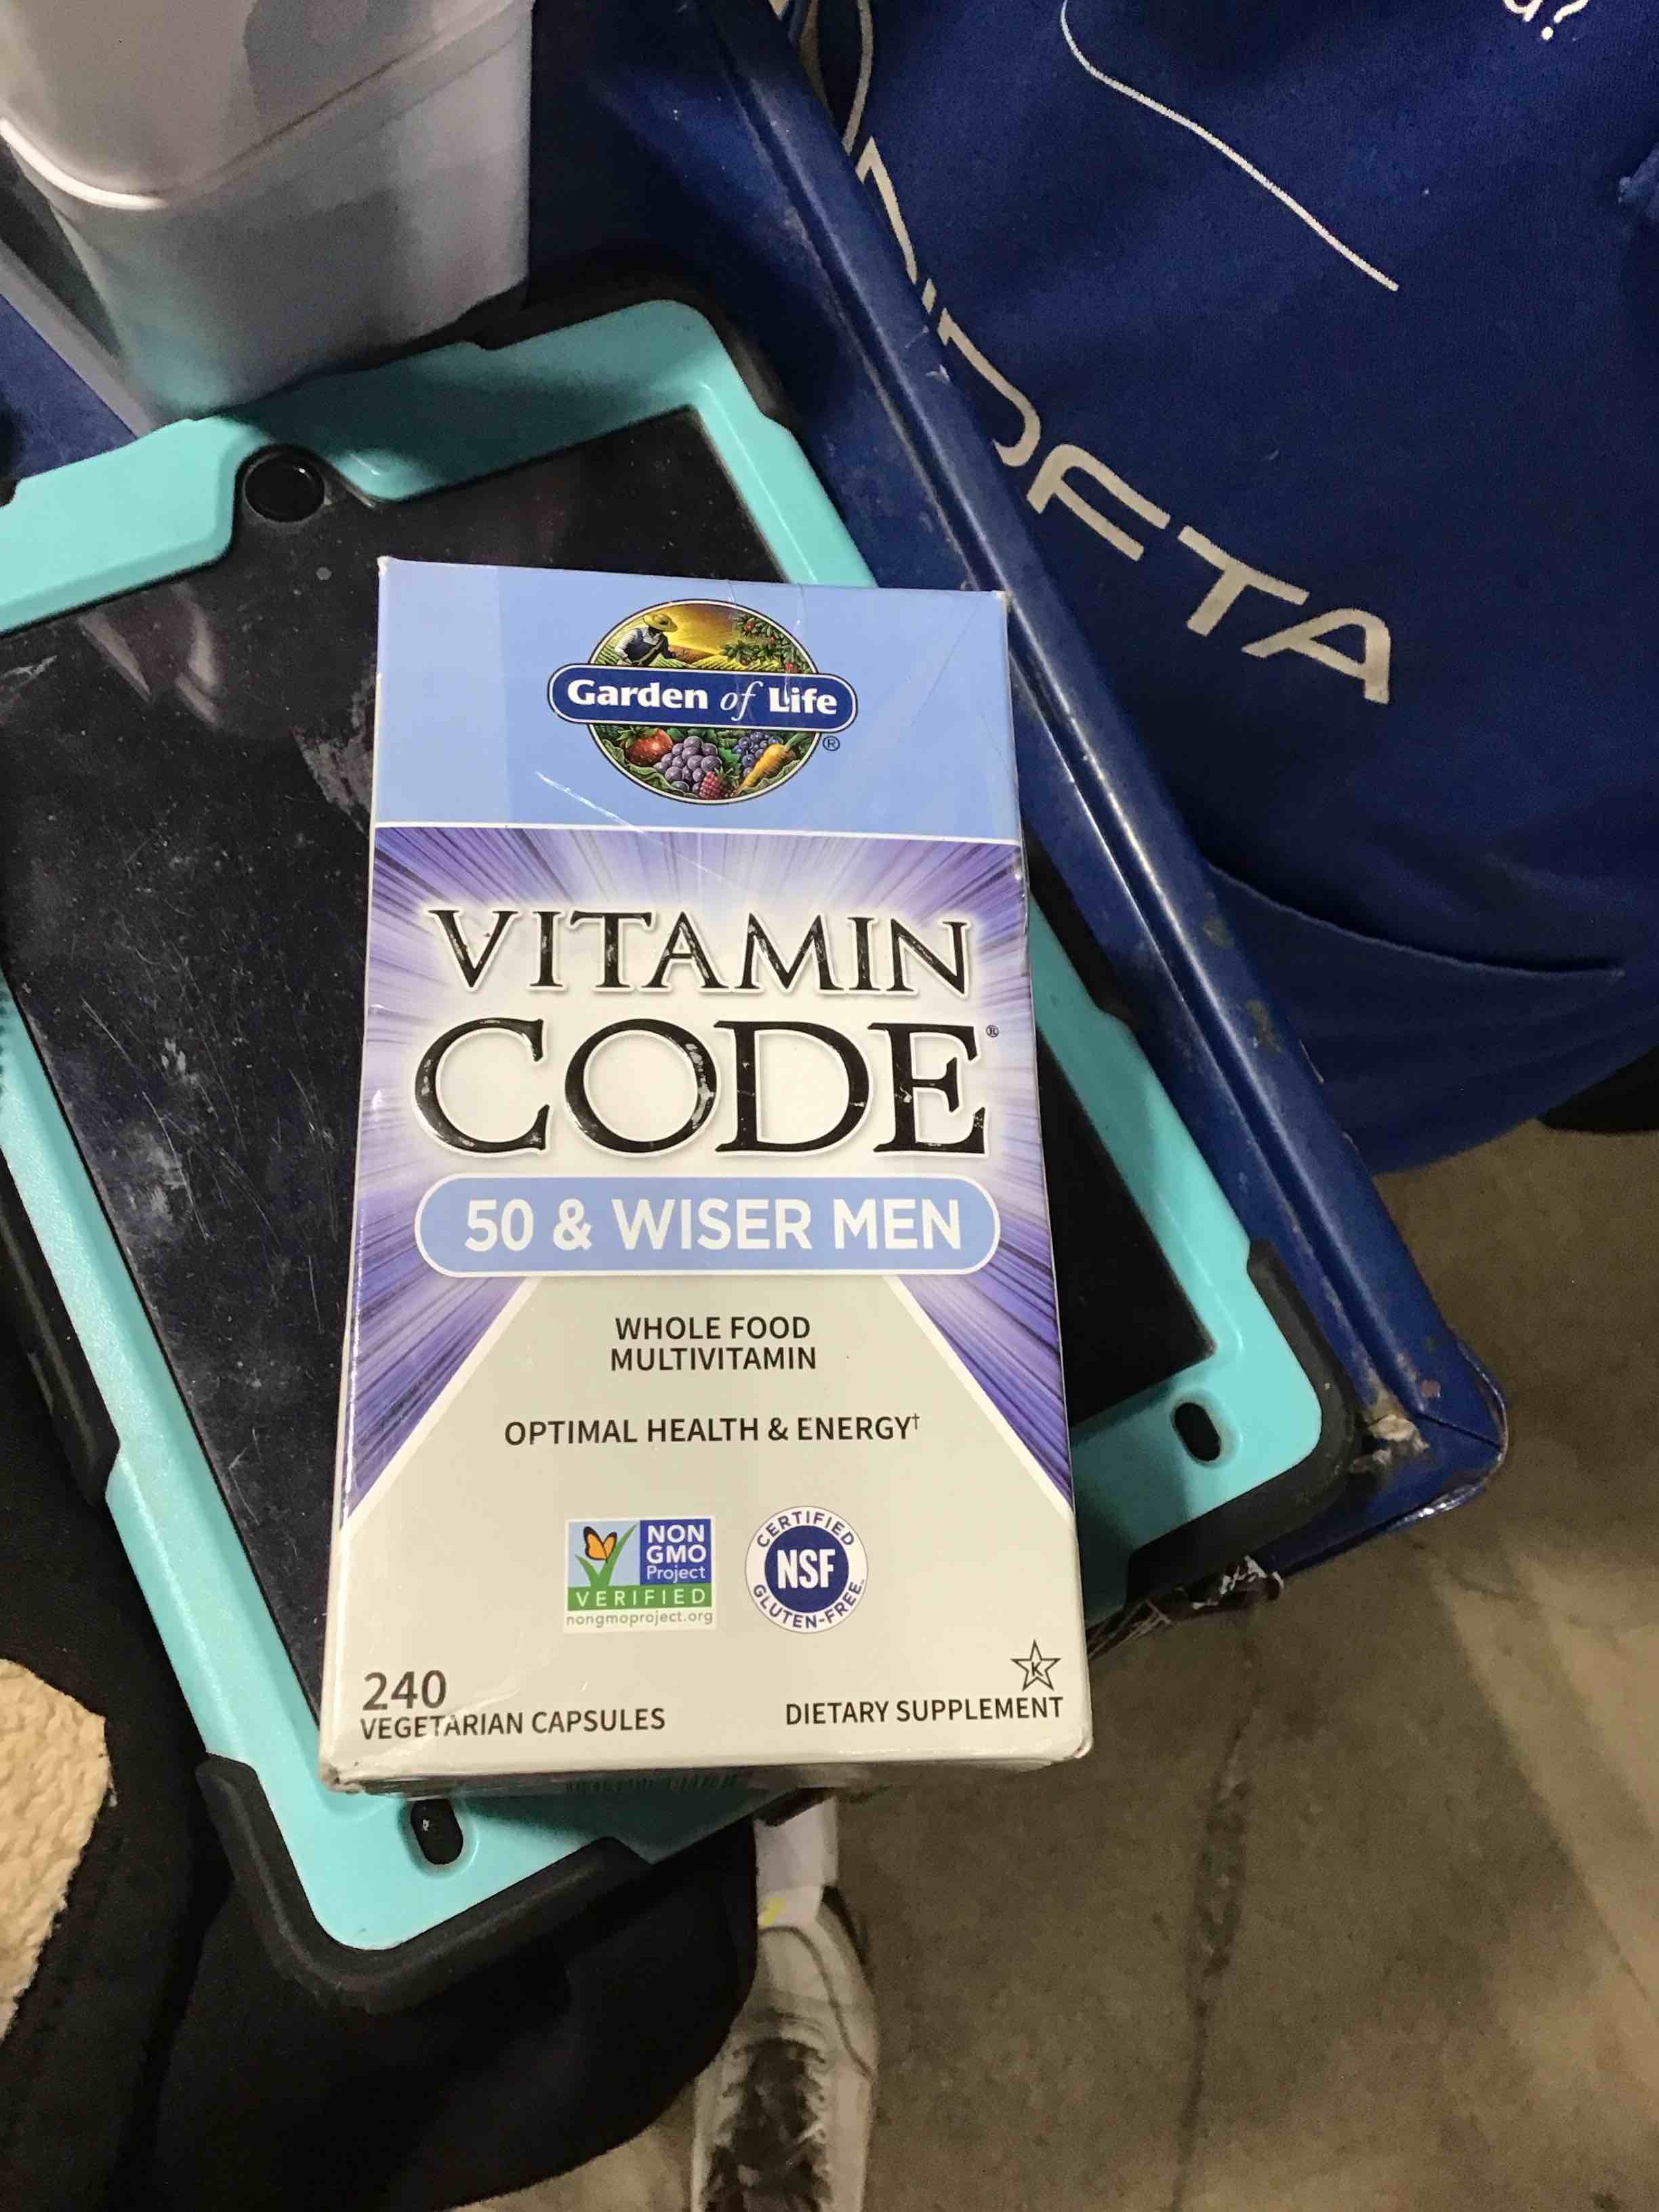 Garden of Life
®
VITAMIN
CODE®
50 & WISER MEN
WHOLE FOOD
MULTIVITAMIN
OPTIMAL HEALTH & ENERGY†
NON
GMO
Project
VERIFIED
nongmoproject.org
CERTIFIED
NSF
GLUTEN-FREE™
K
240
VEGETARIAN CAPSULES
DIETARY SUPPLEMENT